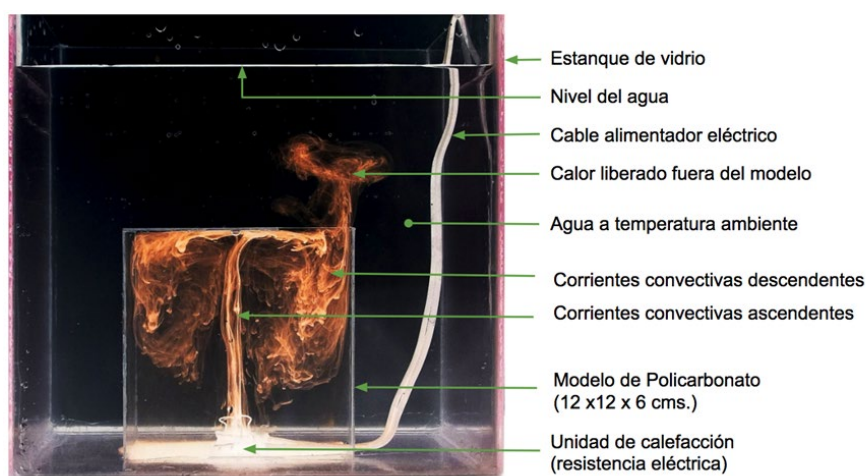 Estanque de vidrio
Nivel del agua
Cable alimentador eléctrico
Calor liberado fuera del modelo
Agua a temperatura ambiente
Corrientes convectivas descendentes
Corrientes convectivas ascendentes
Modelo de Policarbonato
(12 x12 x 6 cms.)
Unidad de calefacción
(resistencia eléctrica)